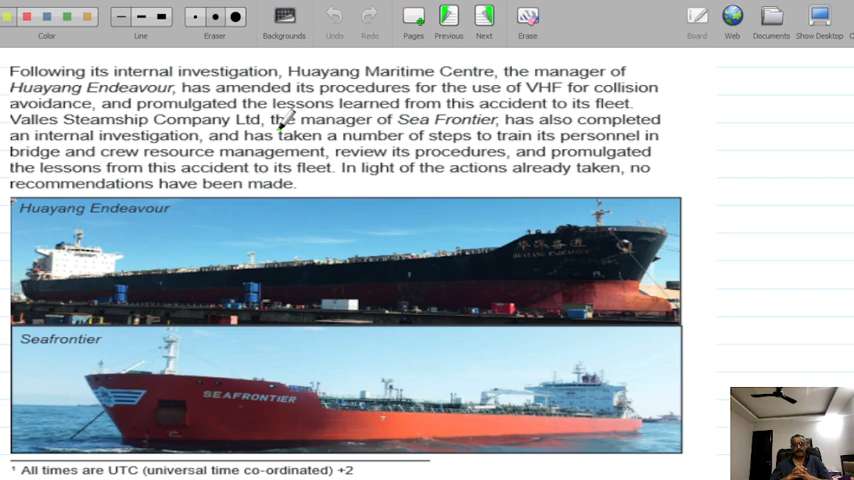 Color
Line
Eraser
Backgrounds
Undo
Redo
Pages
Previous
Next
Erase
Board
Web
Documents
Show Desktop
Following its internal investigation, Huayang Maritime Centre, the manager of
Huayang Endeavour, has amended its procedures for the use of VHF for collision
avoidance, and promulgated the lessons learned from this accident to its fleet.
Valles Steamship Company Ltd, the manager of Sea Frontier, has also completed
an internal investigation, and has taken a number of steps to train its personnel in
bridge and crew resource management, review its procedures, and promulgated
the lessons from this accident to its fleet. In light of the actions already taken, no
recommendations have been made.
Huayang Endeavour
HUAYANG ENDEAVOUR
Seafrontier
SEAFRONTIER
¹ All times are UTC (universal time co-ordinated) +2